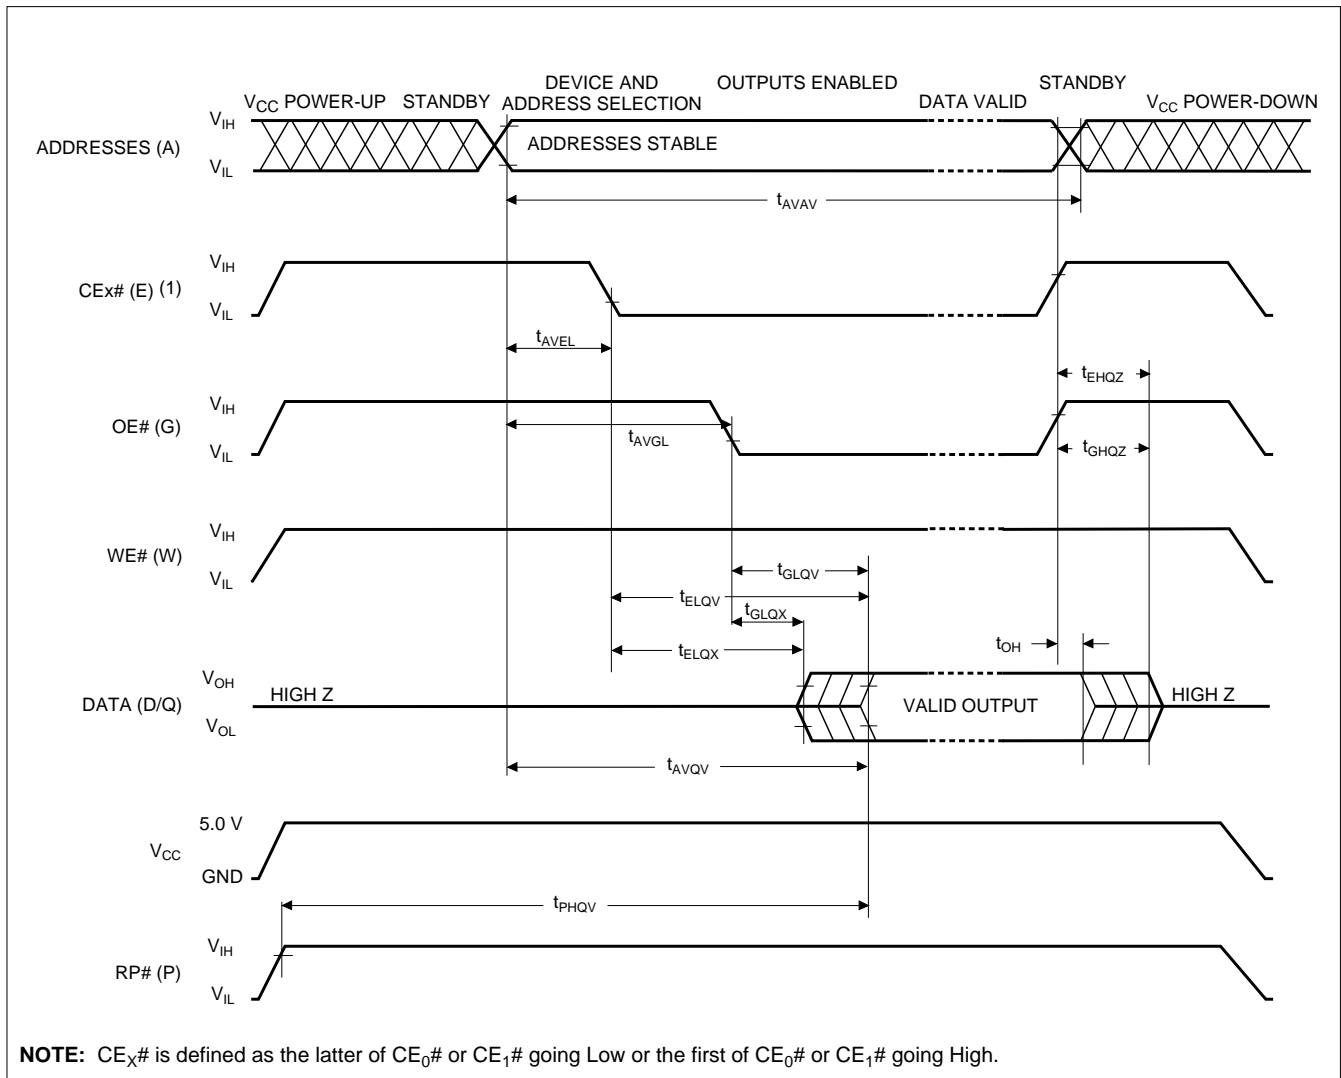 DEVICE AND OUTPUTS ENABLED STANDBY
VCC POWER-UP STANDBY ADDRESS SELECTION DATA VALID VCC POWER-DOWN
VIH
ADDRESSES (A) ADDRESSES STABLE
VIL
tAVAV
VIH
CEx# (E) (1)
VIL
tAVEL
tEHQZ
VIH
OE# (G)
tAVGL
tGHQZ
VIL
VIH
WE# (W)
VIL
tGLQV
tELQV
tGLQX
tOH
tELQX
VOH
HIGH Z HIGH Z
DATA (D/Q) VALID OUTPUT
VOL
tAVQV
5.0 V
VCC
GND
tPHQV
VIH
RP# (P)
VIL
NOTE: CEX# is defined as the latter of CE0# or CE1# going Low or the first of CE0# or CE1# going High.